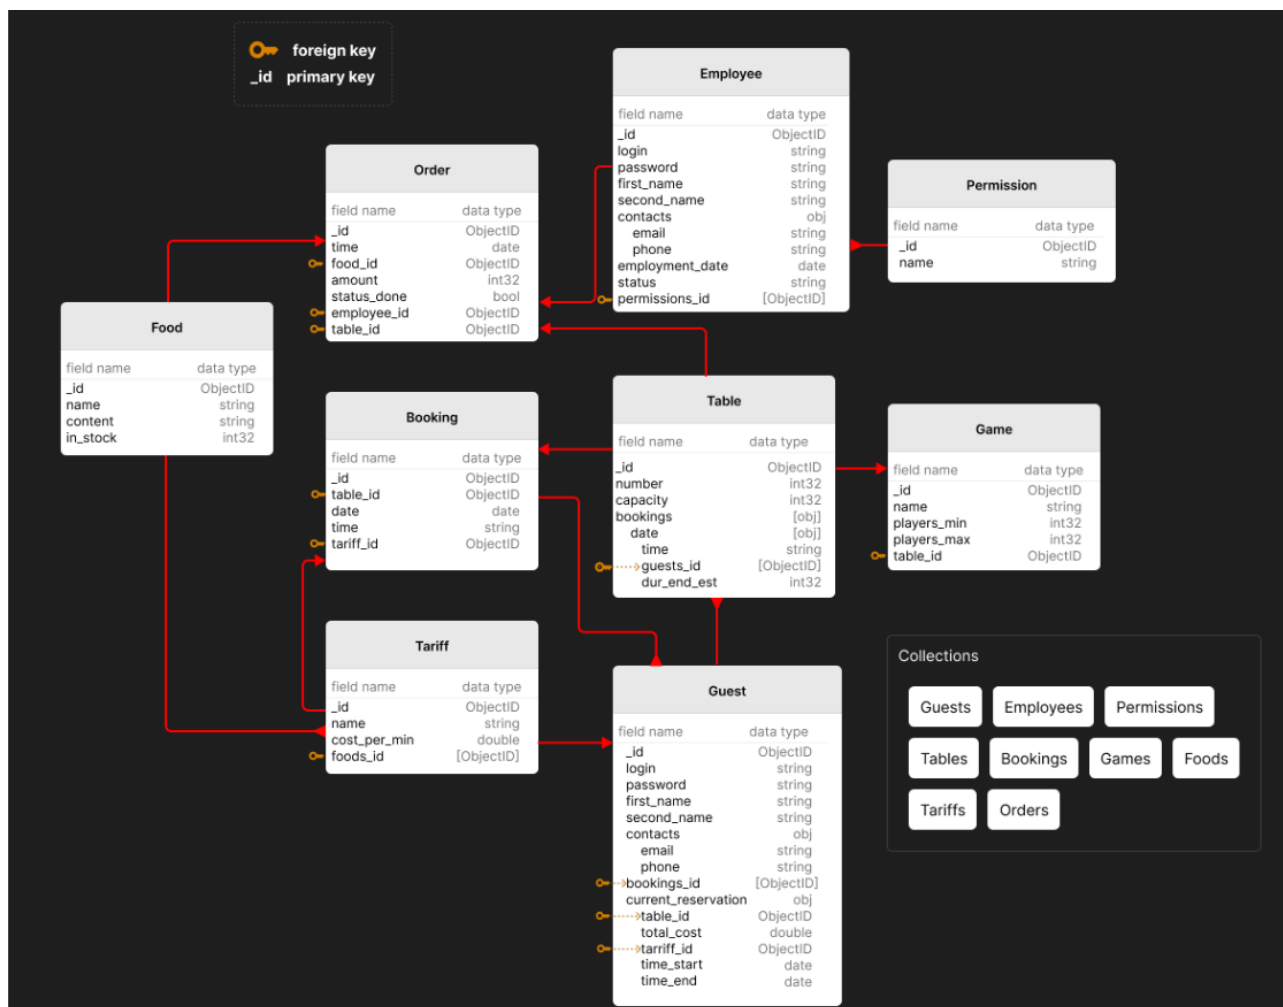 foreign key
_id primary key
Employee
field name data type
_id ObjectID
login string
password string
first_name string
second_name string
contacts obj
email string
phone string
employment_date date
status string
permissions_id [ObjectID]
Order
field name data type
_id ObjectID
time date
food_id ObjectID
amount int32
status_done bool
employee_id ObjectID
table_id ObjectID
Permission
field name data type
_id ObjectID
name string
Food
field name data type
_id ObjectID
name string
content string
in_stock int32
Booking
field name data type
_id ObjectID
table_id ObjectID
date date
time string
tariff_id ObjectID
Table
field name data type
_id ObjectID
number int32
capacity int32
bookings [obj]
date [obj]
time string
guests_id [ObjectID]
dur_end_est int32
Game
field name data type
_id ObjectID
name string
players_min int32
players_max int32
table_id ObjectID
Tariff
field name data type
_id ObjectID
name string
cost_per_min double
foods_id [ObjectID]
Guest
field name data type
_id ObjectID
login string
password string
first_name string
second_name string
contacts obj
email string
phone string
bookings_id [ObjectID]
current_reservation obj
table_id ObjectID
total_cost double
tarriff_id ObjectID
time_start date
time_end date
Collections
Guests Employees Permissions
Tables Bookings Games Foods
Tariffs Orders